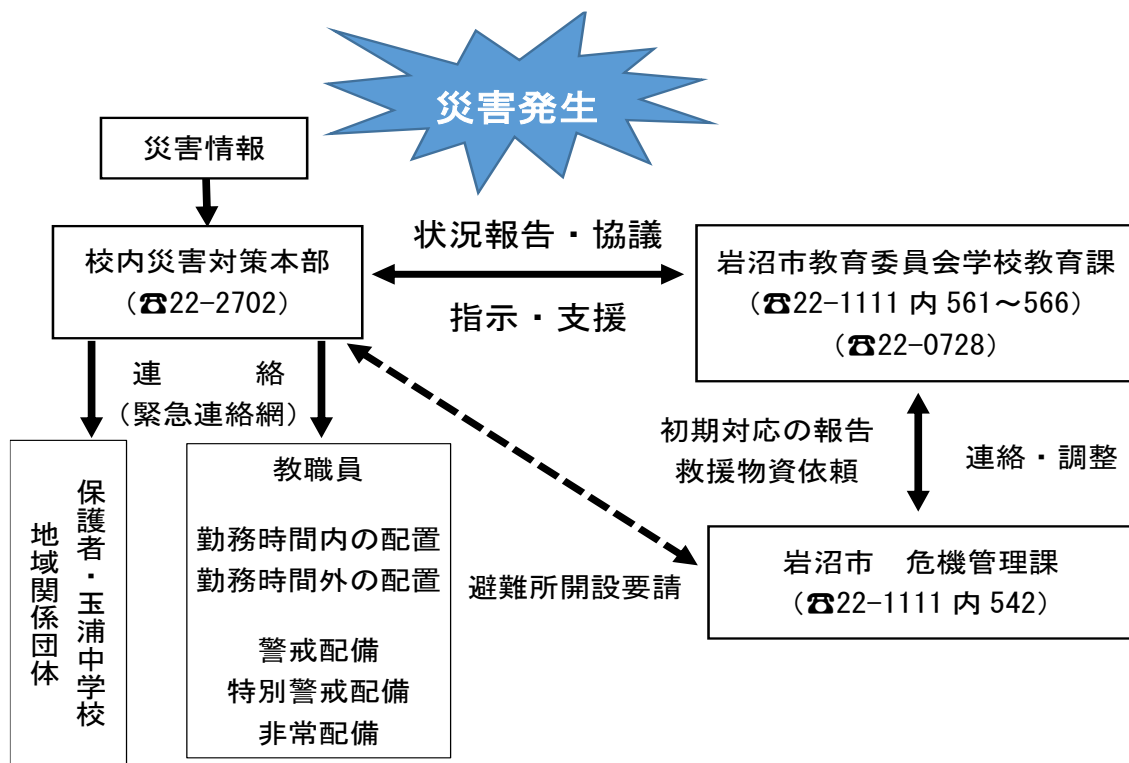 災害発生
災害情報
校内災害対策本部
（☎22-2702）
状況報告・協議
指示・支援
岩沼市教育委員会学校教育課
（☎22-1111 内 561～566）
（☎22-0728）
連　　　絡
（緊急連絡網）
初期対応の報告
救援物資依頼
連絡・調整
保護者・玉浦中学校
地域関係団体
教職員
勤務時間内の配置
勤務時間外の配置
警戒配備
特別警戒配備
非常配備
避難所開設要請
岩沼市　危機管理課
（☎22-1111 内 542）